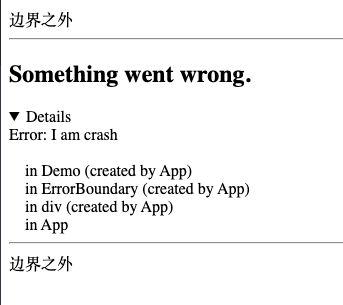 边界之外
Something went wrong.
▼ Details
Error: I am crash
in Demo (created by App)
in ErrorBoundary (created by App)
in div (created by App)
in App
边界之外